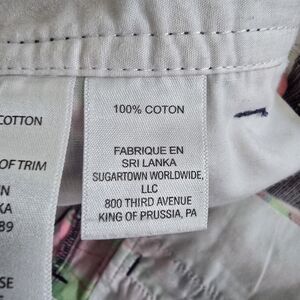 COTTON
OF TRIM
EN
KA
89
SE
100% COTON
FABRIQUE EN
SRI LANKA
SUGARTOWN WORLDWIDE,
LLC
800 THIRD AVENUE
KING OF PRUSSIA, PA